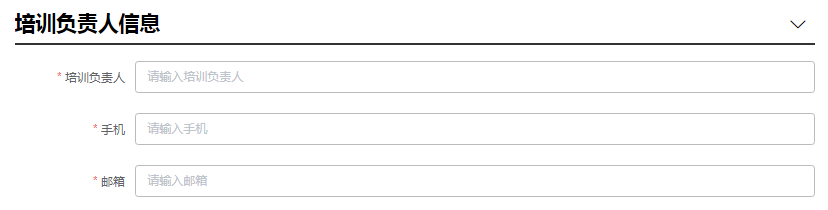 培训负责人信息
* 培训负责人 请输入培训负责人
* 手机 请输入手机
* 邮箱 请输入邮箱